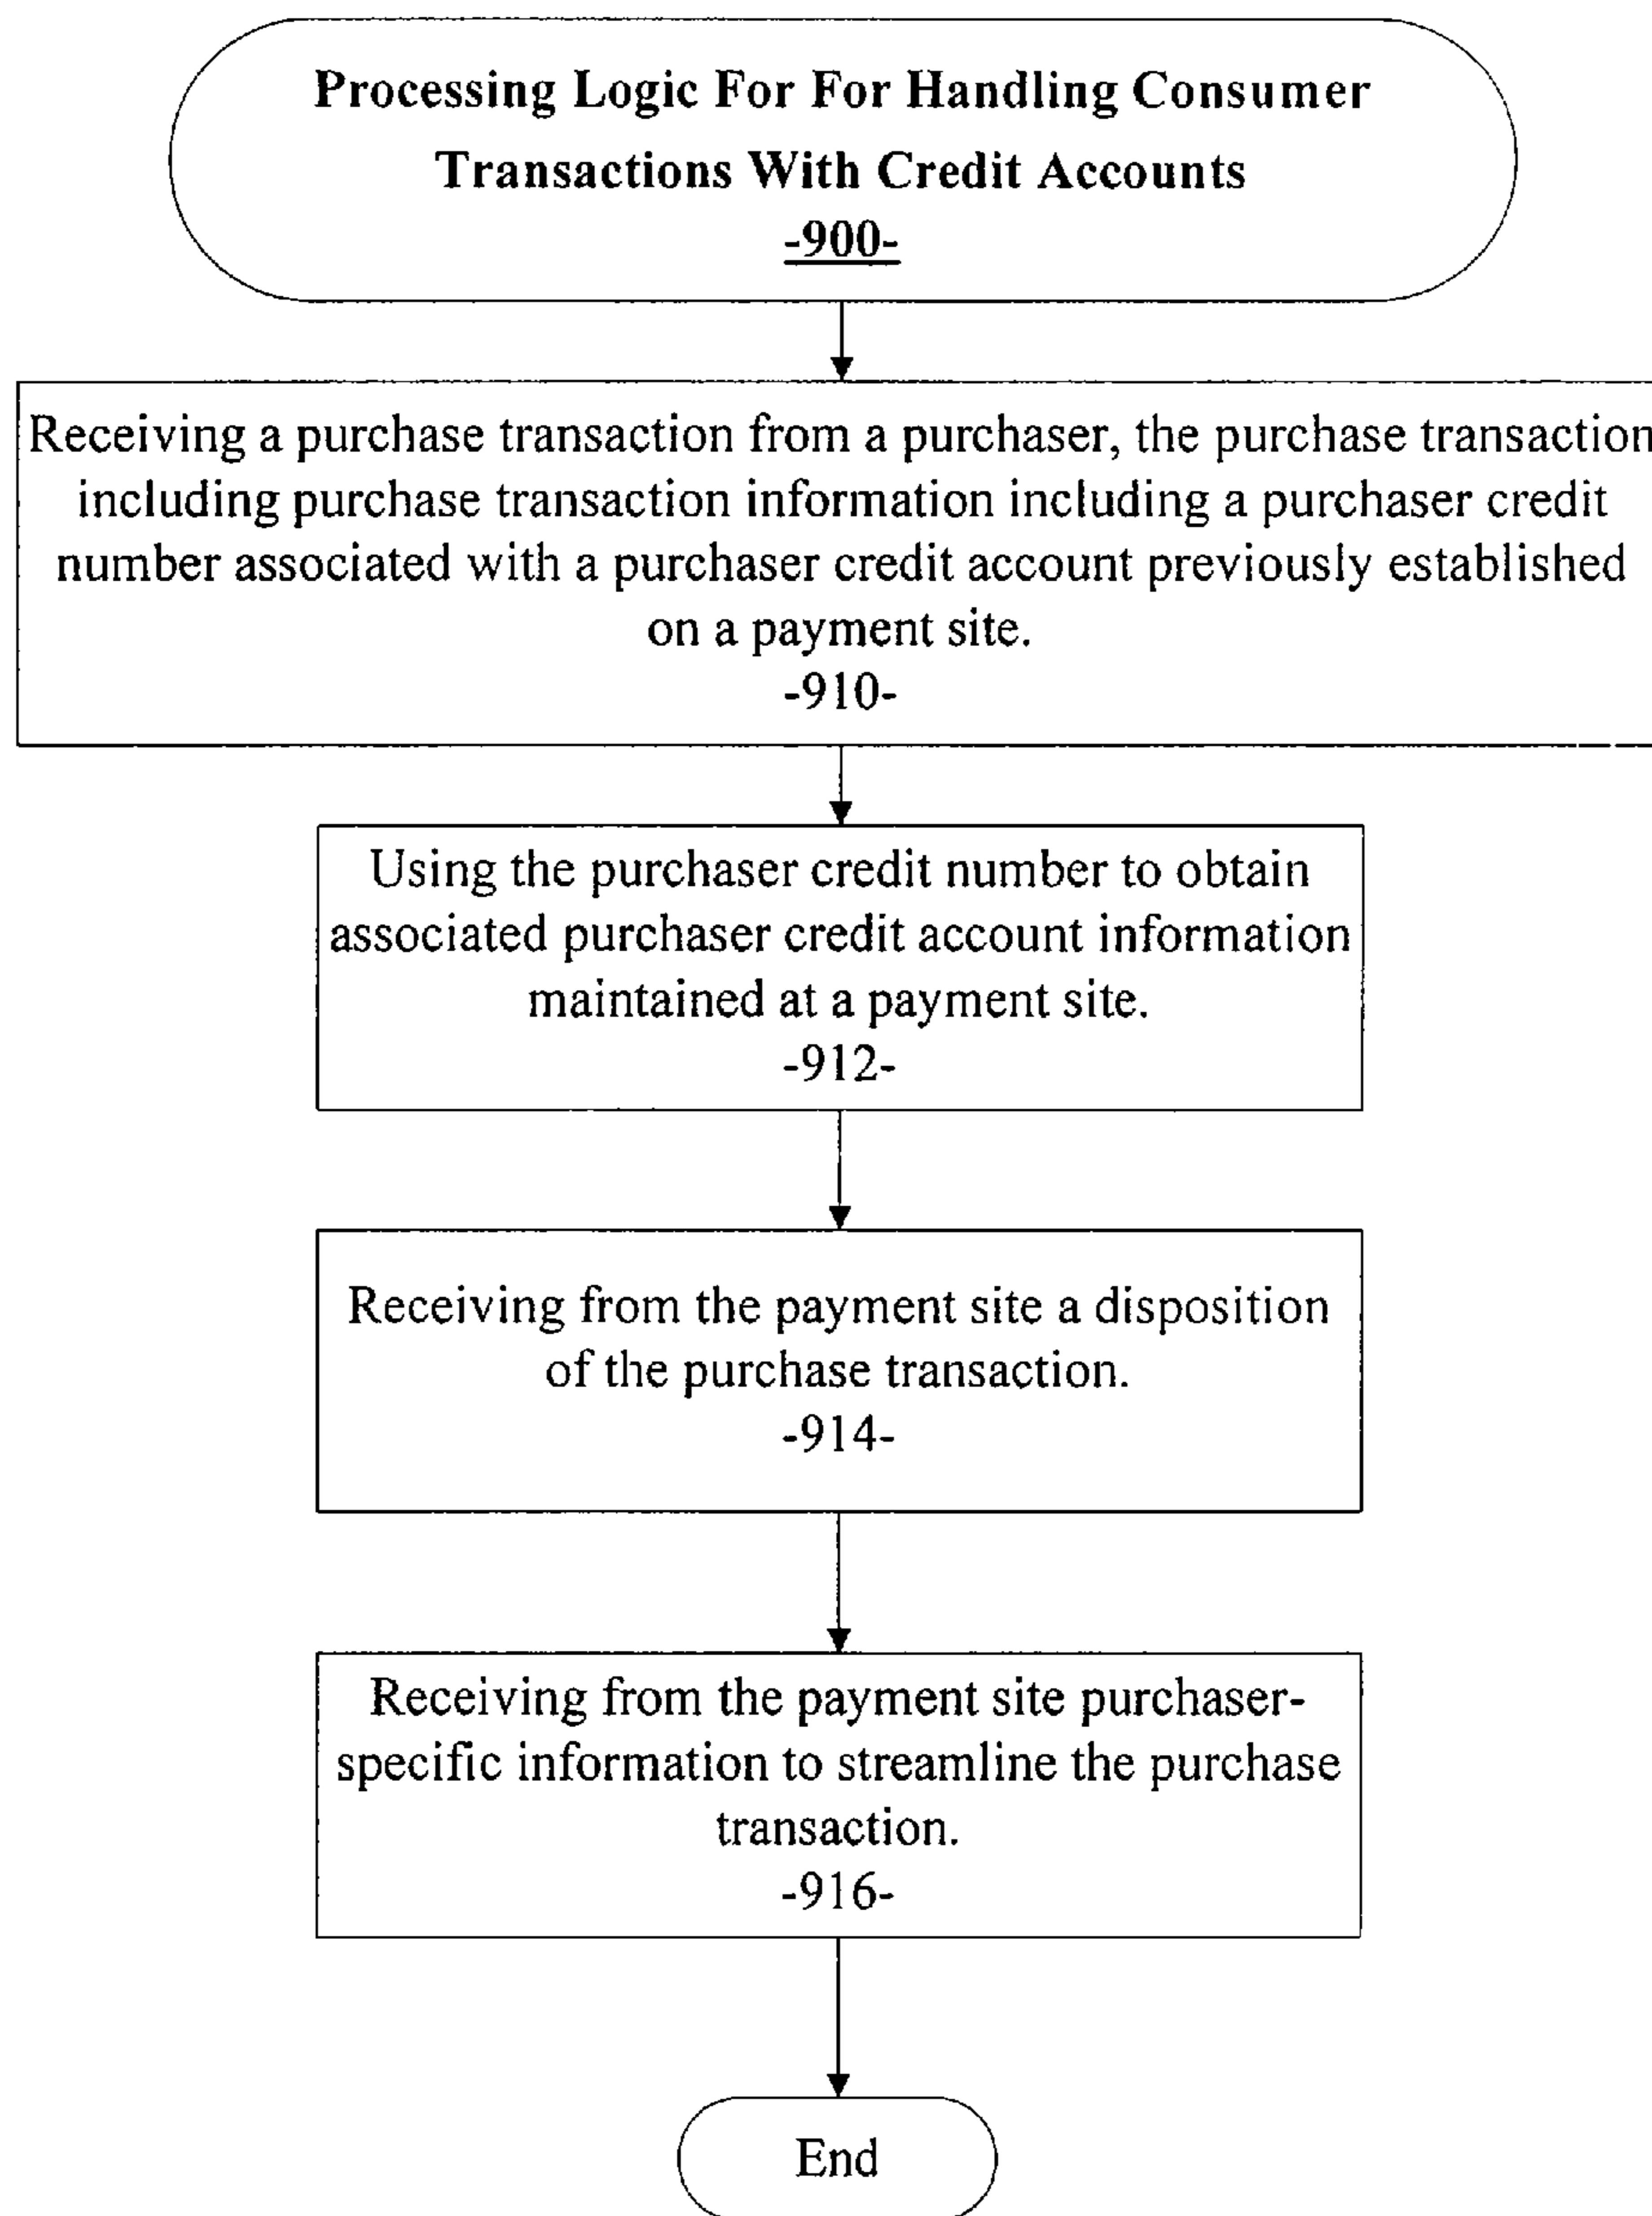 Processing Logic For For Handling Consumer
Transactions With Credit Accounts
-900-
Receiving a purchase transaction from a purchaser, the purchase transaction
including purchase transaction information including a purchaser credit
number associated with a purchaser credit account previously established
on a payment site.
-910-
Using the purchaser credit number to obtain
associated purchaser credit account information
maintained at a payment site.
-912-
Receiving from the payment site a disposition
of the purchase transaction.
-914-
Receiving from the payment site purchaser-
specific information to streamline the purchase
transaction.
-916-
End